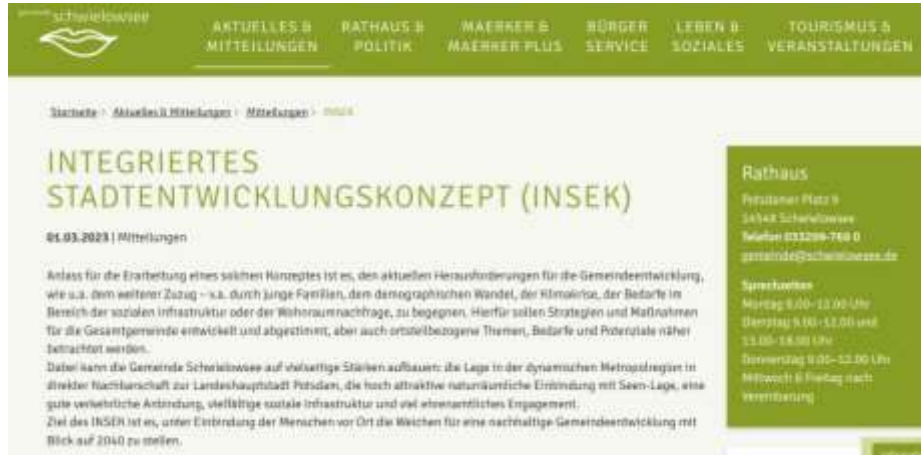 gemeinde schwielowsee
AKTUELLES &
MITTEILUNGEN
RATHAUS &
POLITIK
MAERKER &
MAERKER PLUS
BÜRGER
SERVICE
LEBEN &
SOZIALES
TOURISMUS &
VERANSTALTUNGEN
Startseite › Aktuelles & Mitteilungen › Mitteilungen › INSEK
INTEGRIERTES
STADTENTWICKLUNGSKONZEPT (INSEK)
01.03.2023 | Mitteilungen
Anlass für die Erarbeitung eines solchen Konzeptes ist es, den aktuellen Herausforderungen für die Gemeindeentwicklung,
wie u.a. dem weiterer Zuzug – v.a. durch junge Familien, dem demographischen Wandel, der Klimakrise, der Bedarfe im
Bereich der sozialen Infrastruktur oder der Wohnraumnachfrage, zu begegnen. Hierfür sollen Strategien und Maßnahmen
für die Gesamtgemeinde entwickelt und abgestimmt, aber auch ortsteilbezogene Themen, Bedarfe und Potenziale näher
betrachtet werden.
Dabei kann die Gemeinde Schwielowsee auf vielseitige Stärken aufbauen: die Lage in der dynamischen Metropolregion in
direkter Nachbarschaft zur Landeshauptstadt Potsdam, die hoch attraktive naturräumliche Einbindung mit Seen-Lage, eine
gute verkehrliche Anbindung, vielfältige soziale Infrastruktur und viel ehrenamtliches Engagement.
Ziel des INSEK ist es, unter Einbindung der Menschen vor Ort die Weichen für eine nachhaltige Gemeindeentwicklung mit
Blick auf 2040 zu stellen.
Rathaus
Potsdamer Platz 9
14548 Schwielowsee
Telefon 033209-769 0
gemeinde@schwielowsee.de
Sprechzeiten
Montag 9.00–12.00 Uhr
Dienstag 9.00–12.00 und
13.00–18.00 Uhr
Donnerstag 9.00–12.00 Uhr
Mittwoch & Freitag nach
Vereinbarung